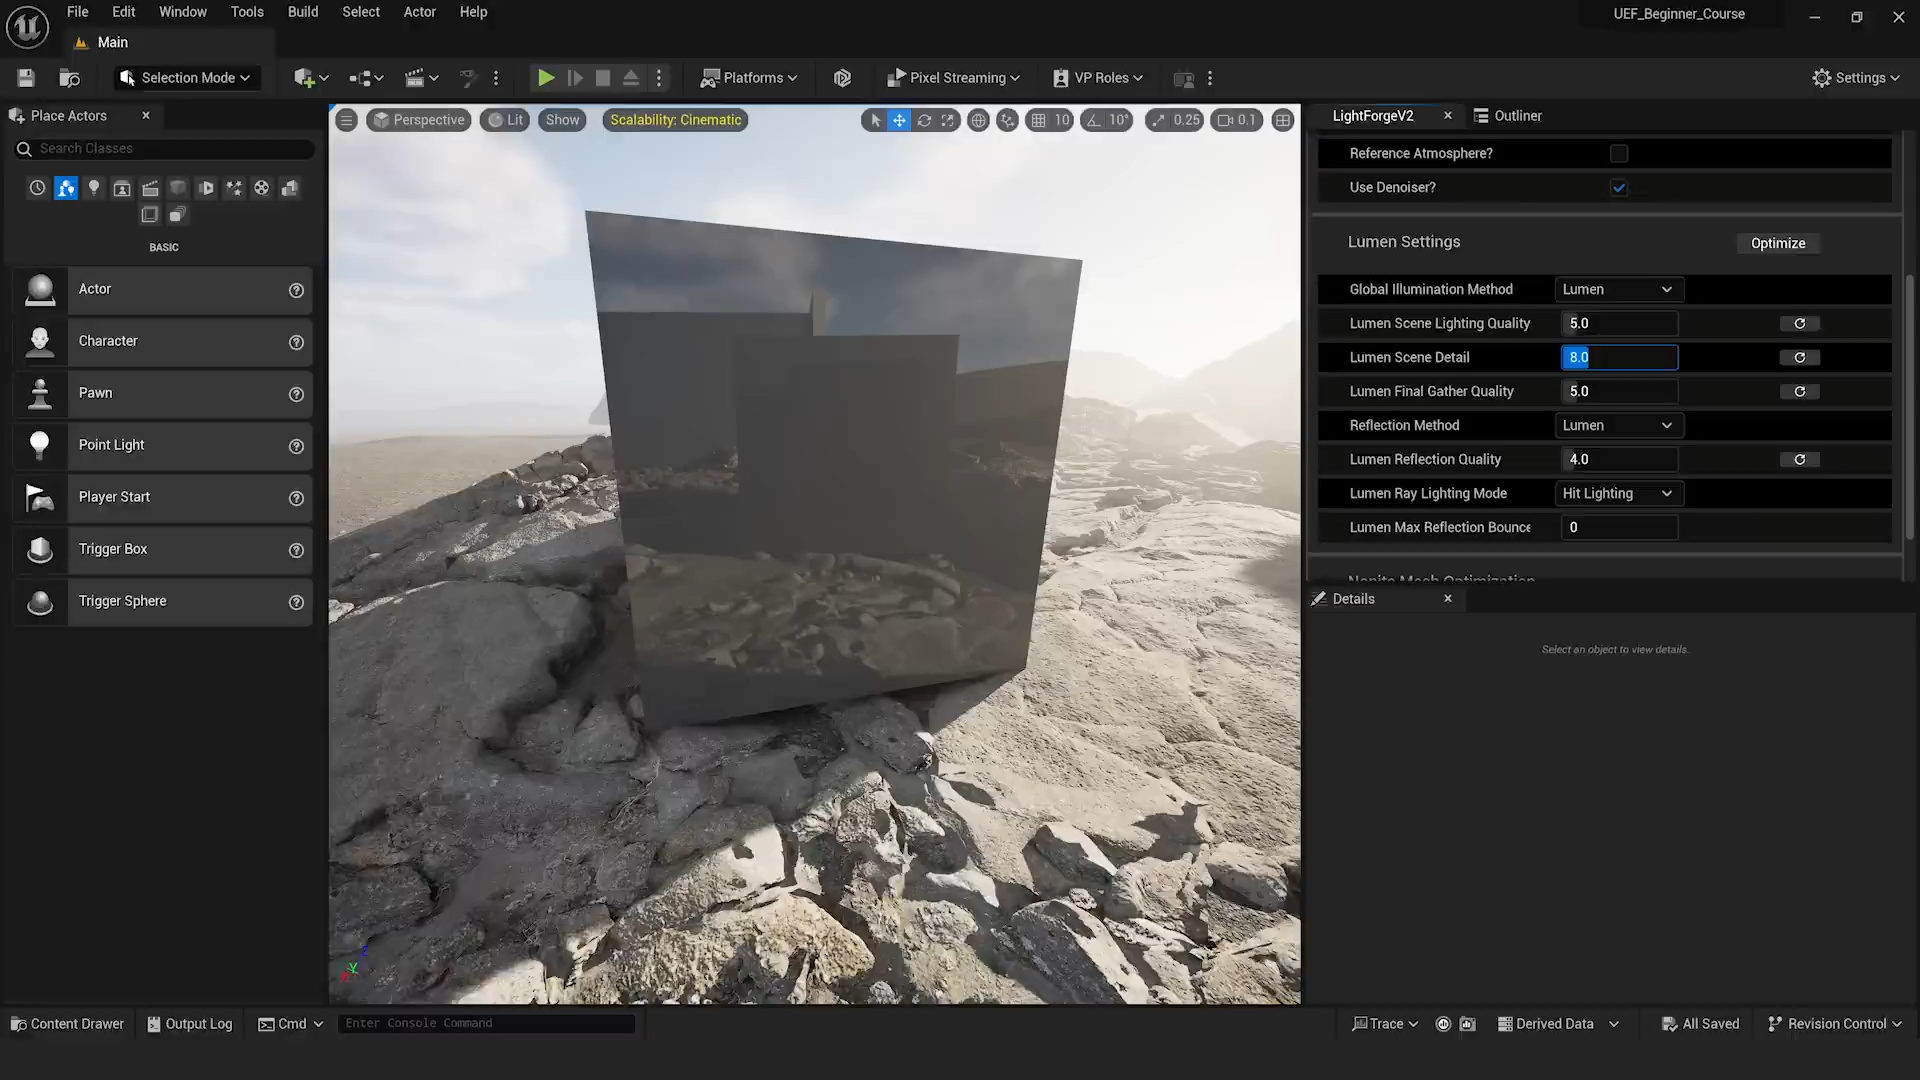 File Edit Window Tools Build Select Actor Help
UEF_Beginner_Course
Main
Selection Mode
Platforms
Pixel Streaming
VP Roles
Settings
Place Actors
Search Classes
BASIC
Actor
Character
Pawn
Point Light
Player Start
Trigger Box
Trigger Sphere
Perspective
Lit
Show
Scalability: Cinematic
10
10°
0.25
0.1
LightForgeV2
Outliner
Reference Atmosphere?
Use Denoiser?
Lumen Settings
Optimize
Global Illumination Method Lumen
Lumen Scene Lighting Quality 5.0
Lumen Scene Detail 8.0
Lumen Final Gather Quality 5.0
Reflection Method Lumen
Lumen Reflection Quality 4.0
Lumen Ray Lighting Mode Hit Lighting
Lumen Max Reflection Bounce 0
Nanite Mesh Optimization
Details
Select an object to view details.
Z
Y
X
Content Drawer
Output Log
Cmd
Enter Console Command
Trace
Derived Data
All Saved
Revision Control